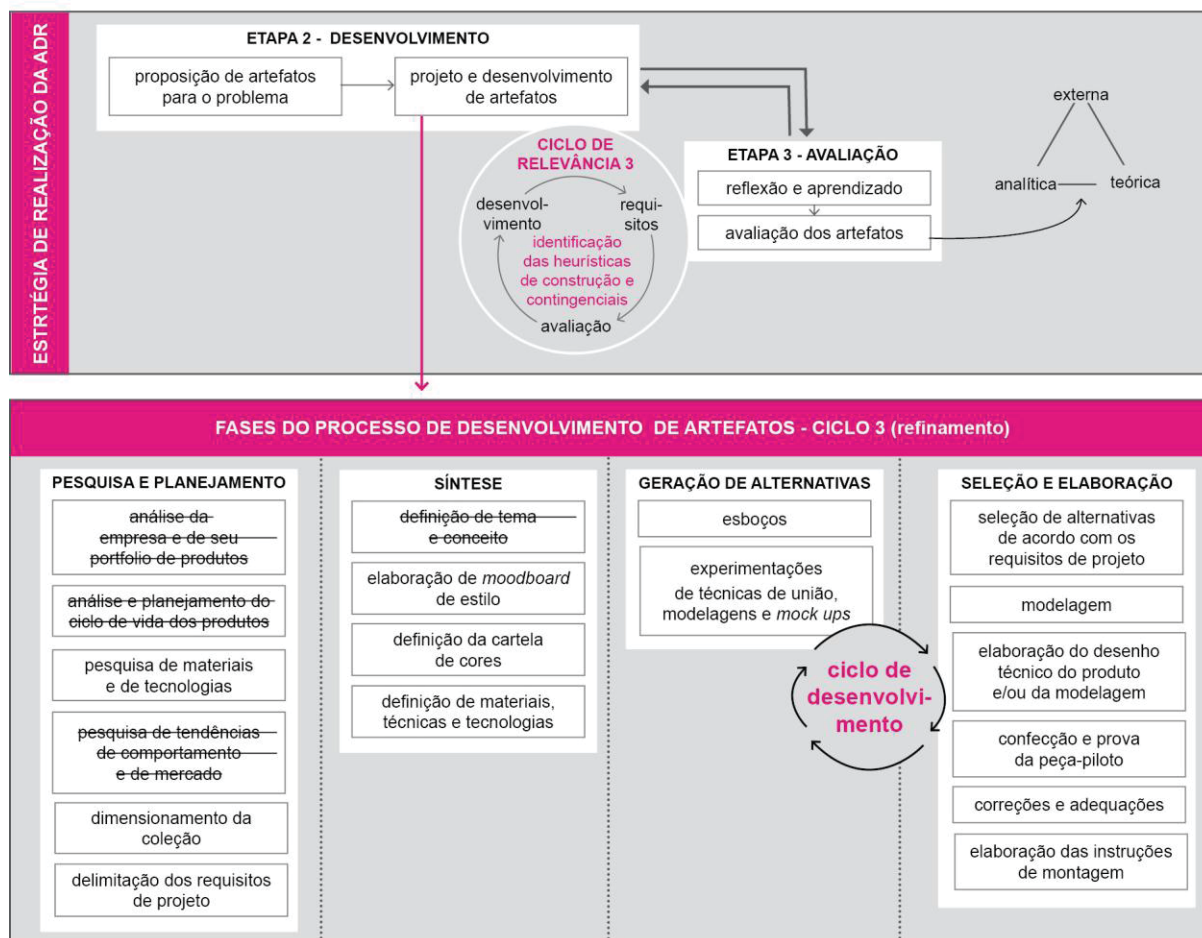 ESTRTÉGIA DE REALIZAÇÃO DA ADR
ETAPA 2 - DESENVOLVIMENTO
proposição de artefatos
para o problema
projeto e desenvolvimento
de artefatos
CICLO DE
RELEVÂNCIA 3
desenvol-
vimento
requi-
sitos
identificação
das heurísticas
de construção e
contingenciais
avaliação
ETAPA 3 - AVALIAÇÃO
reflexão e aprendizado
avaliação dos artefatos
externa
analítica
teórica
FASES DO PROCESSO DE DESENVOLVIMENTO DE ARTEFATOS - CICLO 3 (refinamento)
PESQUISA E PLANEJAMENTO
análise da
empresa e de seu
portfolio de produtos
análise e planejamento do
ciclo de vida dos produtos
pesquisa de materiais
e de tecnologias
pesquisa de tendências
de comportamento
e de mercado
dimensionamento da
coleção
delimitação dos requisitos
de projeto
SÍNTESE
definição de tema
e conceito
elaboração de moodboard
de estilo
definição da cartela
de cores
definição de materiais,
técnicas e tecnologias
GERAÇÃO DE ALTERNATIVAS
esboços
experimentações
de técnicas de união,
modelagens e mock ups
ciclo de
desenvolvi-
mento
SELEÇÃO E ELABORAÇÃO
seleção de alternativas
de acordo com os
requisitos de projeto
modelagem
elaboração do desenho
técnico do produto
e/ou da modelagem
confecção e prova
da peça-piloto
correções e adequações
elaboração das instruções
de montagem